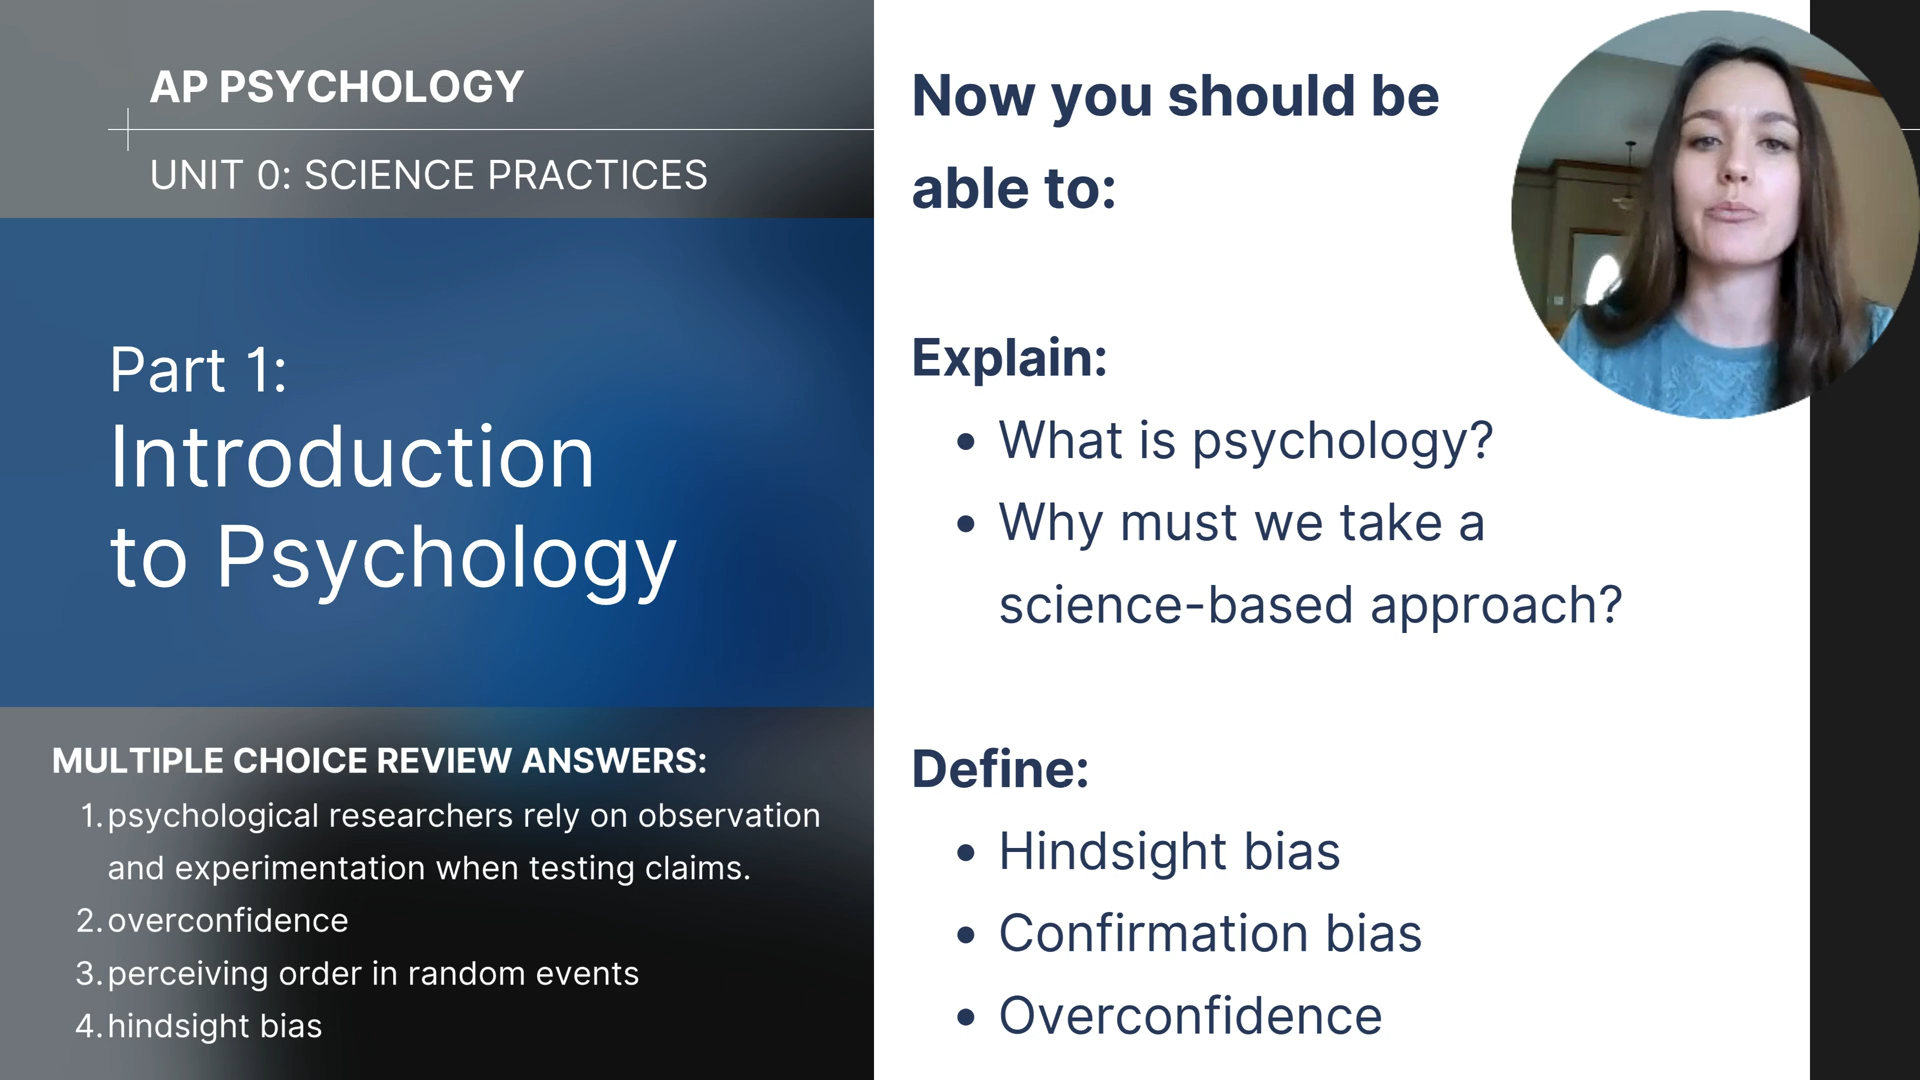 AP PSYCHOLOGY
UNIT 0: SCIENCE PRACTICES
Part 1:
Introduction
to Psychology
MULTIPLE CHOICE REVIEW ANSWERS:
1. psychological researchers rely on observation
and experimentation when testing claims.
2. overconfidence
3. perceiving order in random events
4. hindsight bias
Now you should be
able to:
Explain:
• What is psychology?
• Why must we take a
science-based approach?
Define:
• Hindsight bias
• Confirmation bias
• Overconfidence